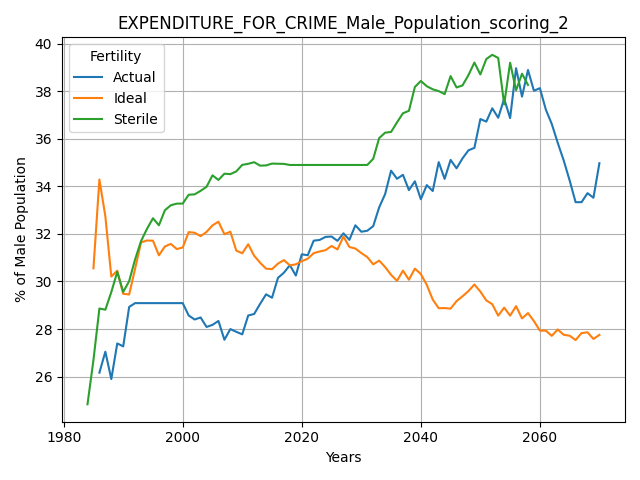 EXPENDITURE_FOR_CRIME_Male_Population_scoring_2
Fertility
Actual
Ideal
Sterile
% of Male Population
40
38
36
34
32
30
28
26
1980
2000
2020
2040
2060
Years